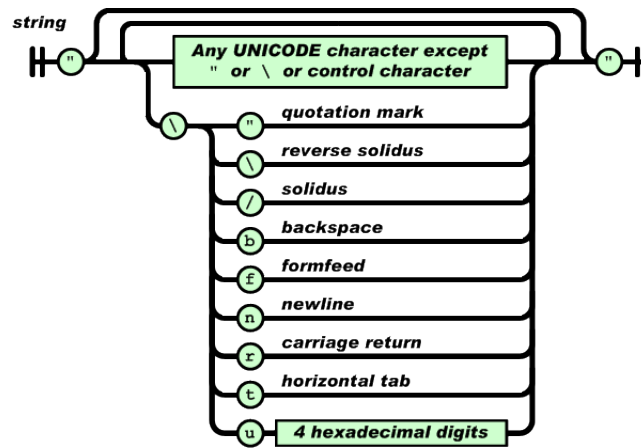 string
" Any UNICODE character except "
" or \ or control character
\ " quotation mark
\ reverse solidus
/ solidus
b backspace
f formfeed
n newline
r carriage return
t horizontal tab
u 4 hexadecimal digits